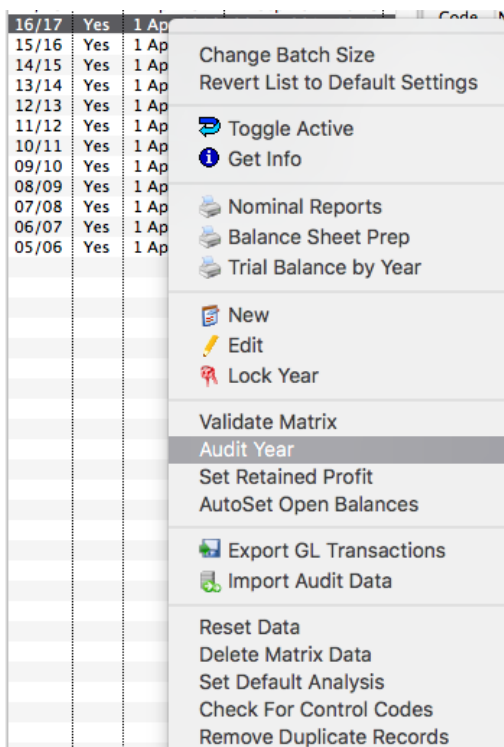 Code
16/17 Yes 1 Ap
15/16 Yes 1 Ap
14/15 Yes 1 Ap
13/14 Yes 1 Ap
12/13 Yes 1 Ap
11/12 Yes 1 Ap
10/11 Yes 1 Ap
09/10 Yes 1 Ap
08/09 Yes 1 Ap
07/08 Yes 1 Ap
06/07 Yes 1 Ap
05/06 Yes 1 Ap
Change Batch Size
Revert List to Default Settings
Toggle Active
Get Info
Nominal Reports
Balance Sheet Prep
Trial Balance by Year
New
Edit
Lock Year
Validate Matrix
Audit Year
Set Retained Profit
AutoSet Open Balances
Export GL Transactions
Import Audit Data
Reset Data
Delete Matrix Data
Set Default Analysis
Check For Control Codes
Remove Duplicate Records